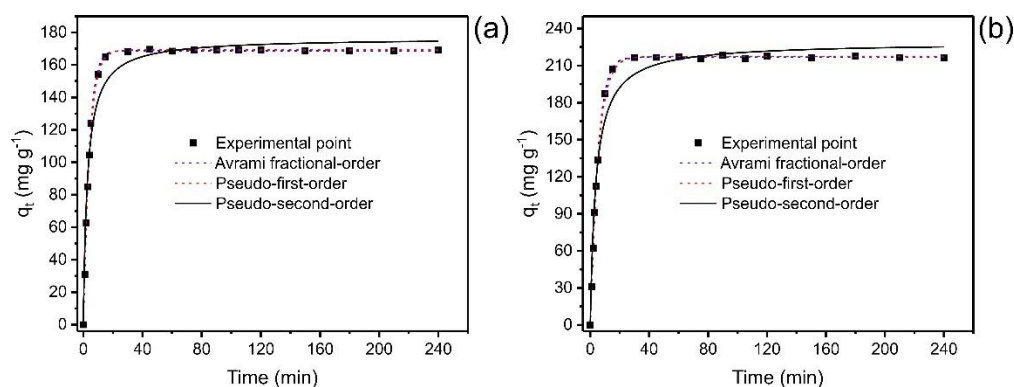 (a)
180
160
140
120
100
80
60
40
20
0
qt (mg g-1)
Experimental point
Avrami fractional-order
Pseudo-first-order
Pseudo-second-order
0 40 80 120 160 200 240
Time (min)
(b)
240
210
180
150
120
90
60
30
0
qt (mg g-1)
Experimental point
Avrami fractional-order
Pseudo-first-order
Pseudo-second-order
0 40 80 120 160 200 240
Time (min)